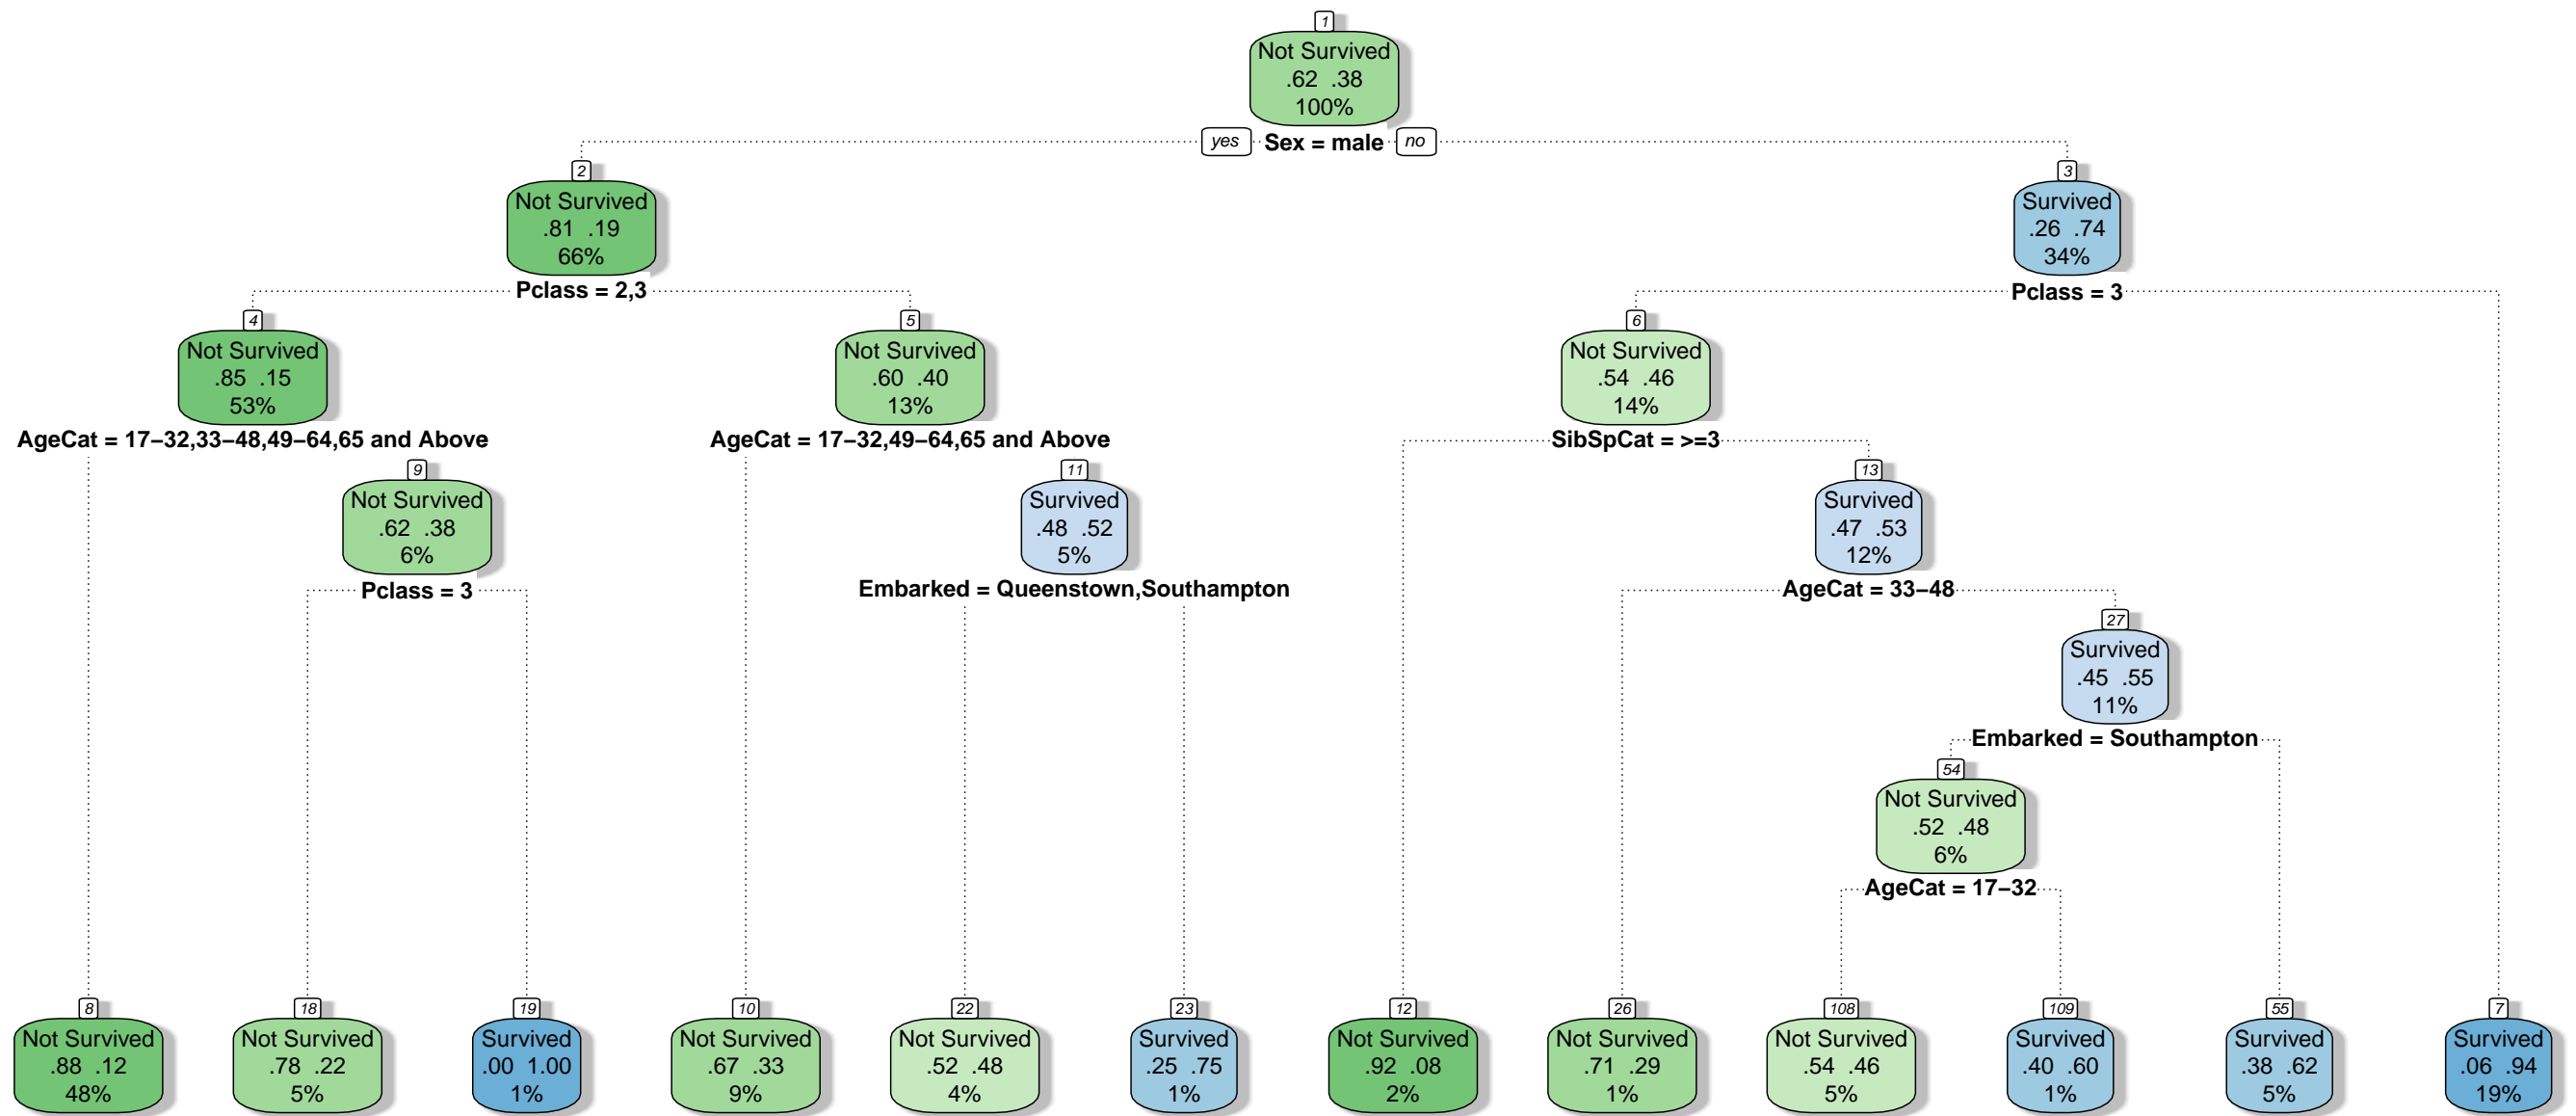 1
Not Survived
.62 .38
100%
yes Sex = male no
2
Not Survived
.81 .19
66%
3
Survived
.26 .74
34%
Pclass = 2,3
Pclass = 3
4
Not Survived
.85 .15
53%
5
Not Survived
.60 .40
13%
6
Not Survived
.54 .46
14%
AgeCat = 17−32,33−48,49−64,65 and Above
AgeCat = 17−32,49−64,65 and Above
SibSpCat = >=3
9
Not Survived
.62 .38
6%
11
Survived
.48 .52
5%
13
Survived
.47 .53
12%
Pclass = 3
Embarked = Queenstown,Southampton
AgeCat = 33−48
27
Survived
.45 .55
11%
Embarked = Southampton
54
Not Survived
.52 .48
6%
AgeCat = 17−32
8
Not Survived
.88 .12
48%
18
Not Survived
.78 .22
5%
19
Survived
.00 1.00
1%
10
Not Survived
.67 .33
9%
22
Not Survived
.52 .48
4%
23
Survived
.25 .75
1%
12
Not Survived
.92 .08
2%
26
Not Survived
.71 .29
1%
108
Not Survived
.54 .46
5%
109
Survived
.40 .60
1%
55
Survived
.38 .62
5%
7
Survived
.06 .94
19%